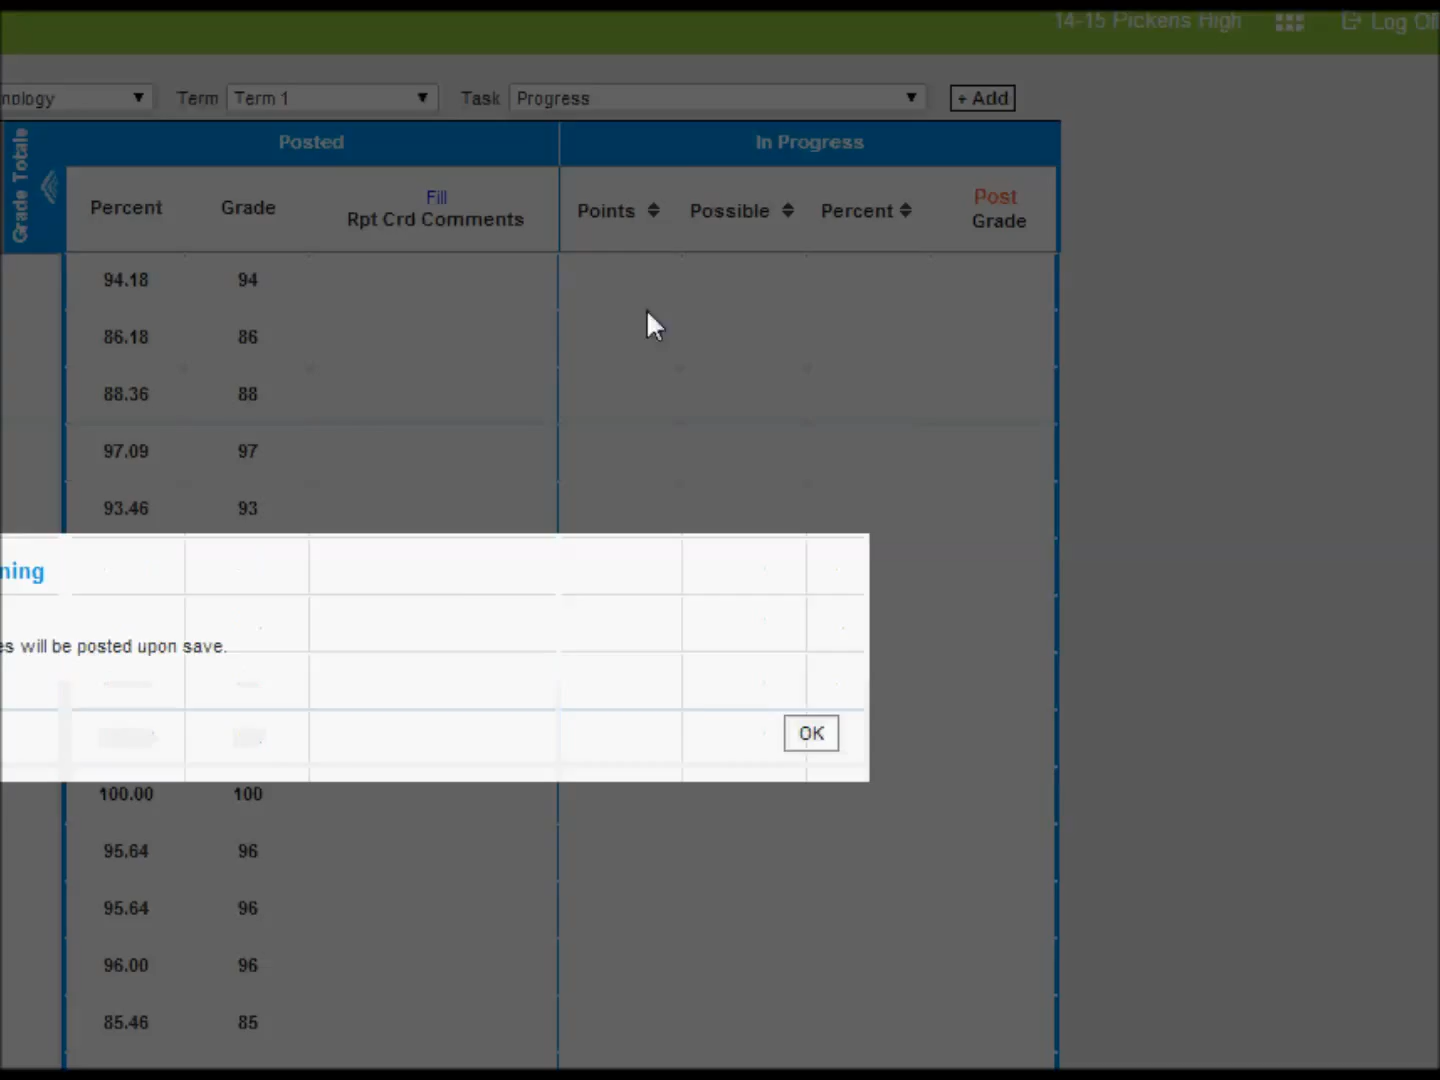 14-15 Pickens High Log Of
nology Term Term 1 Task Progress + Add
Grade Totals
Posted In Progress
Percent Grade Fill Rpt Crd Comments Points Possible Percent Post Grade
94.18 94
86.18 86
88.36 88
97.09 97
93.46 93
ning
es will be posted upon save.
OK
100.00 100
95.64 96
95.64 96
96.00 96
85.46 85